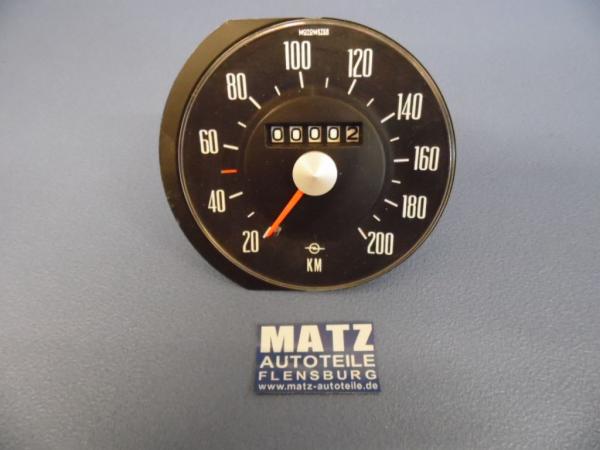 MOTOMETER
100
120
80
140
60
160
40
180
20
200
00002
KM
MATZ
AUTOTEILE
FLENSBURG
www.matz-autoteile.de